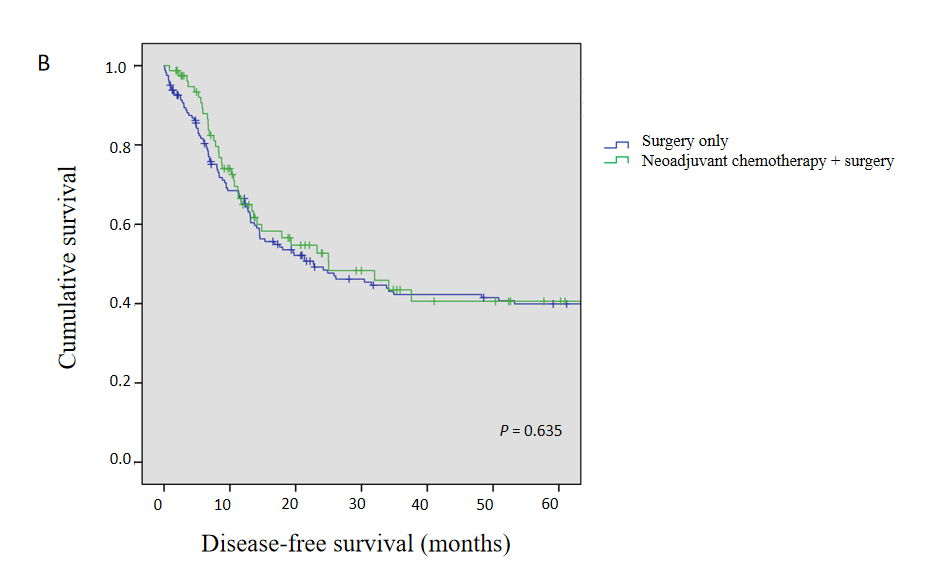 B
1.0
0.8
0.6
0.4
0.2
0.0
Cumulative survival
0 10 20 30 40 50 60
Disease-free survival (months)
P = 0.635
Surgery only
Neoadjuvant chemotherapy + surgery